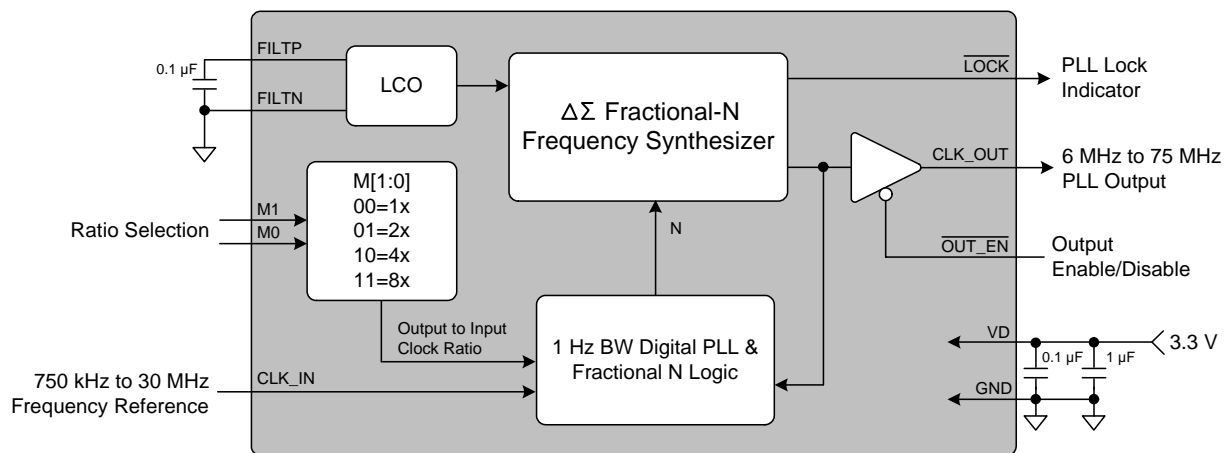 FILTP
0.1 µF
FILTN
LCO
ΔΣ Fractional-N
Frequency Synthesizer
LOCK
PLL Lock
Indicator
CLK_OUT
6 MHz to 75 MHz
PLL Output
M[1:0]
00=1x
01=2x
10=4x
11=8x
Ratio Selection
M1
M0
N
OUT_EN
Output
Enable/Disable
Output to Input
Clock Ratio
1 Hz BW Digital PLL &
Fractional N Logic
750 kHz to 30 MHz
Frequency Reference
CLK_IN
VD
3.3 V
0.1 µF
1 µF
GND